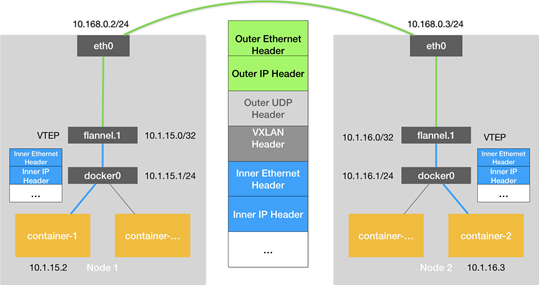 10.168.0.2/24
10.168.0.3/24
eth0
eth0
Outer Ethernet
Header
Outer IP Header
Outer UDP
Header
VXLAN
Header
Inner Ethernet
Header
Inner IP Header
...
VTEP
flannel.1
10.1.15.0/32
Inner Ethernet
Header
Inner IP
Header
...
docker0
10.1.15.1/24
container-1
container-...
10.1.15.2
Node 1
10.1.16.0/32
flannel.1
VTEP
10.1.16.1/24
docker0
Inner Ethernet
Header
Inner IP
Header
...
container-...
container-2
Node 2
10.1.16.3